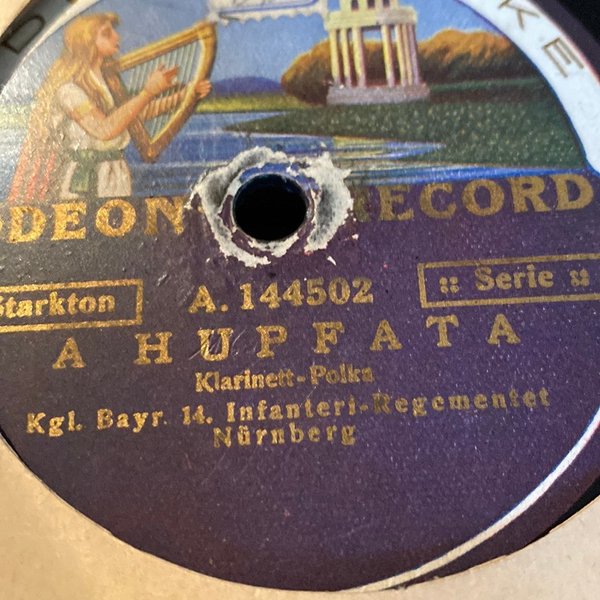 ODEON RECORD
Starkton A. 144502 :: Serie ::
A HUPFATA
Klarinett-Polka
Kgl. Bayr. 14. Infanteri-Regementet
Nürnberg